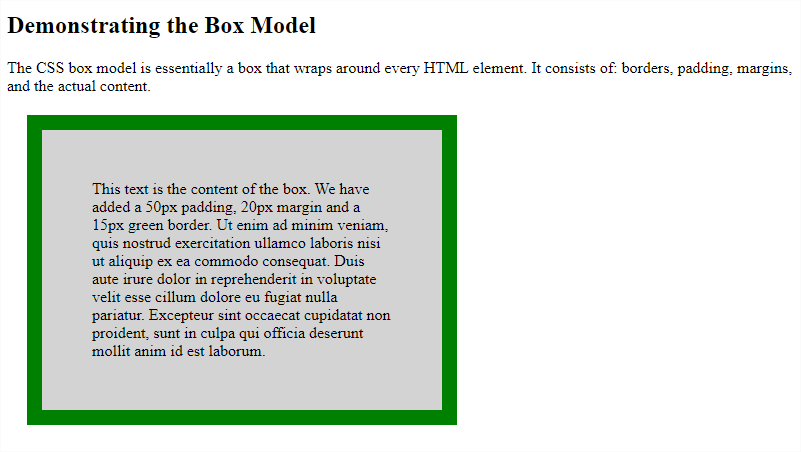 Demonstrating the Box Model
The CSS box model is essentially a box that wraps around every HTML element. It consists of: borders, padding, margins,
and the actual content.
This text is the content of the box. We have
added a 50px padding, 20px margin and a
15px green border. Ut enim ad minim veniam,
quis nostrud exercitation ullamco laboris nisi
ut aliquip ex ea commodo consequat. Duis
aute irure dolor in reprehenderit in voluptate
velit esse cillum dolore eu fugiat nulla
pariatur. Excepteur sint occaecat cupidatat non
proident, sunt in culpa qui officia deserunt
mollit anim id est laborum.